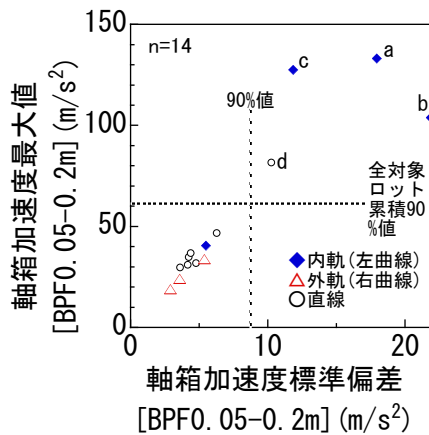 軸箱加速度最大値
[BPF0.05-0.2m](m/s²)
150
100
50
0
n=14
90%値
c
a
b
d
全対象
ロット
累積90
%値
内軌(左曲線)
外軌(右曲線)
直線
0
10
20
軸箱加速度標準偏差
[BPF0.05-0.2m](m/s²)